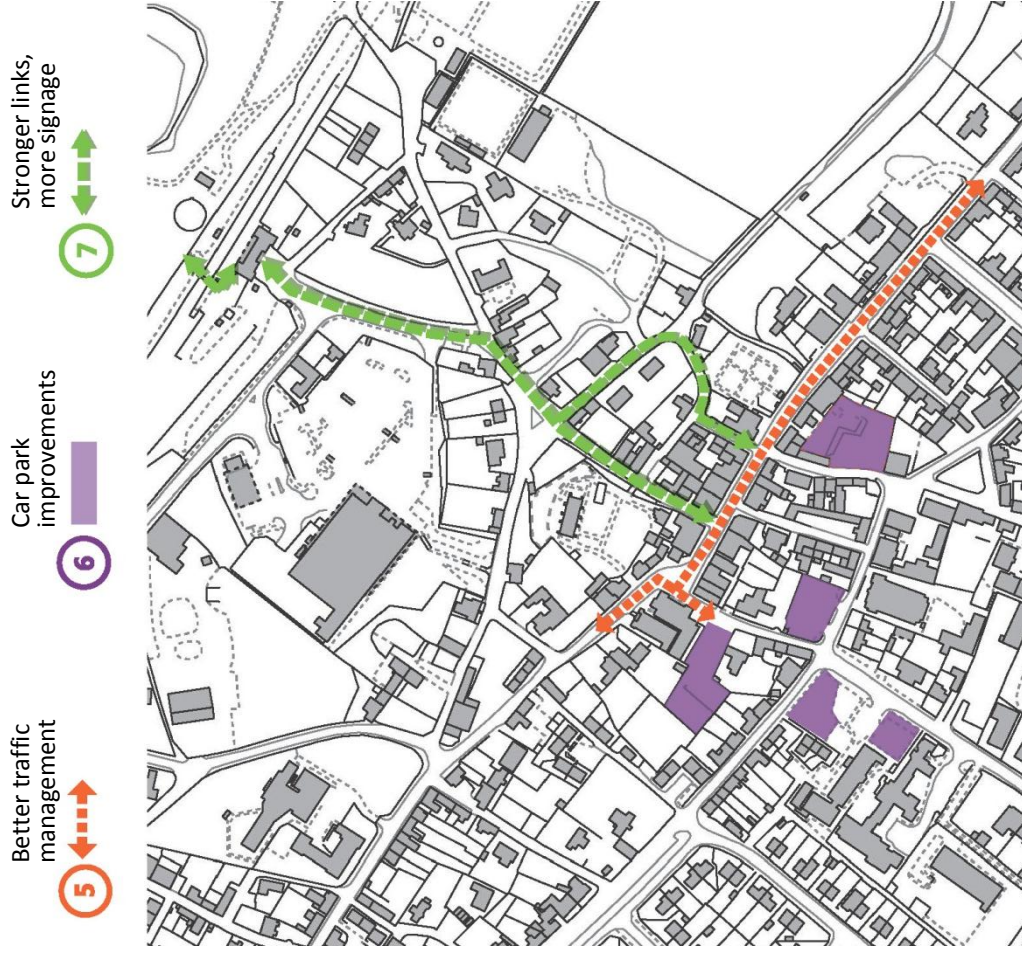 5
Better traffic
management
6
Car park
improvements
7
Stronger links,
more signage